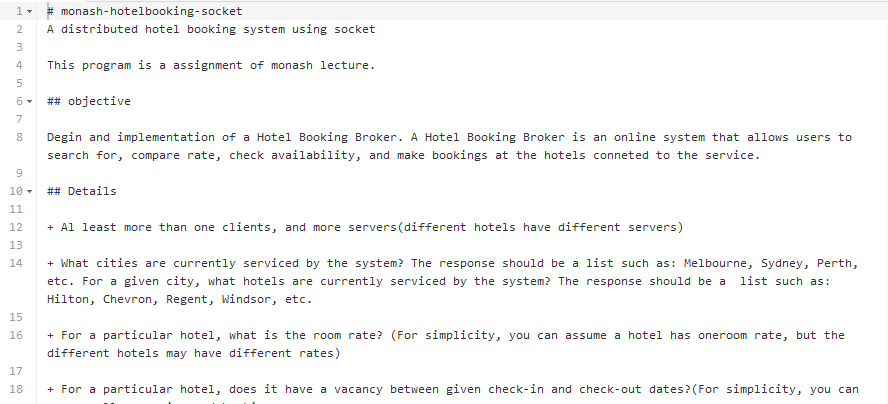 1 # monash-hotelbooking-socket
2 A distributed hotel booking system using socket
3
4 This program is a assignment of monash lecture.
5
6 ## objective
7
8 Degin and implementation of a Hotel Booking Broker. A Hotel Booking Broker is an online system that allows users to
search for, compare rate, check availability, and make bookings at the hotels conneted to the service.
9
10 ## Details
11
12 + Al least more than one clients, and more servers(different hotels have different servers)
13
14 + What cities are currently serviced by the system? The response should be a list such as: Melbourne, Sydney, Perth,
etc. For a given city, what hotels are currently serviced by the system? The response should be a  list such as:
Hilton, Chevron, Regent, Windsor, etc.
15
16 + For a particular hotel, what is the room rate? (For simplicity, you can assume a hotel has oneroom rate, but the
different hotels may have different rates)
17
18 + For a particular hotel, does it have a vacancy between given check-in and check-out dates?(For simplicity, you can